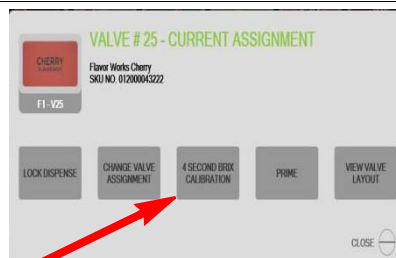 VALVE # 25 - CURRENT ASSIGNMENT
CHERRY
Flavor Works Cherry
SKU NO. 012000043222
F1 - V25
LOCK DISPENSE
CHANGE VALVE
ASSIGNMENT
4 SECOND BRIX
CALIBRATION
PRIME
VIEW VALVE
LAYOUT
CLOSE